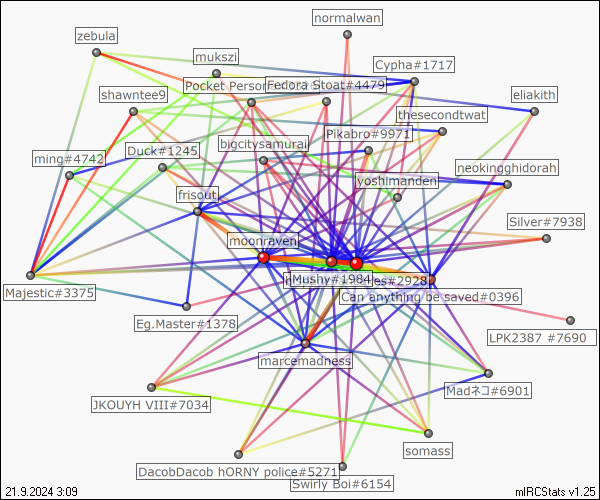 normalwan
zebula
mukszi
Cypha#1717
Pocket Person
Fedora Stoat#4479
shawntee9
eliakith
thesecondtwat
Pikabro#9971
bigcitysamurai
Duck#1245
ming#4742
neokingghidorah
yoshimanden
frisout
Silver#7938
moonraven
Mushy#1984
es#2928
Majestic#3375
Can anything be saved#0396
Eg.Master#1378
LPK2387 #7690
marcemadness
Madネコ#6901
JKOUYH VIII#7034
somass
DacobDacob hORNY police#5271
Swirly Boi#6154
21.9.2024 3:09
mIRCStats v1.25